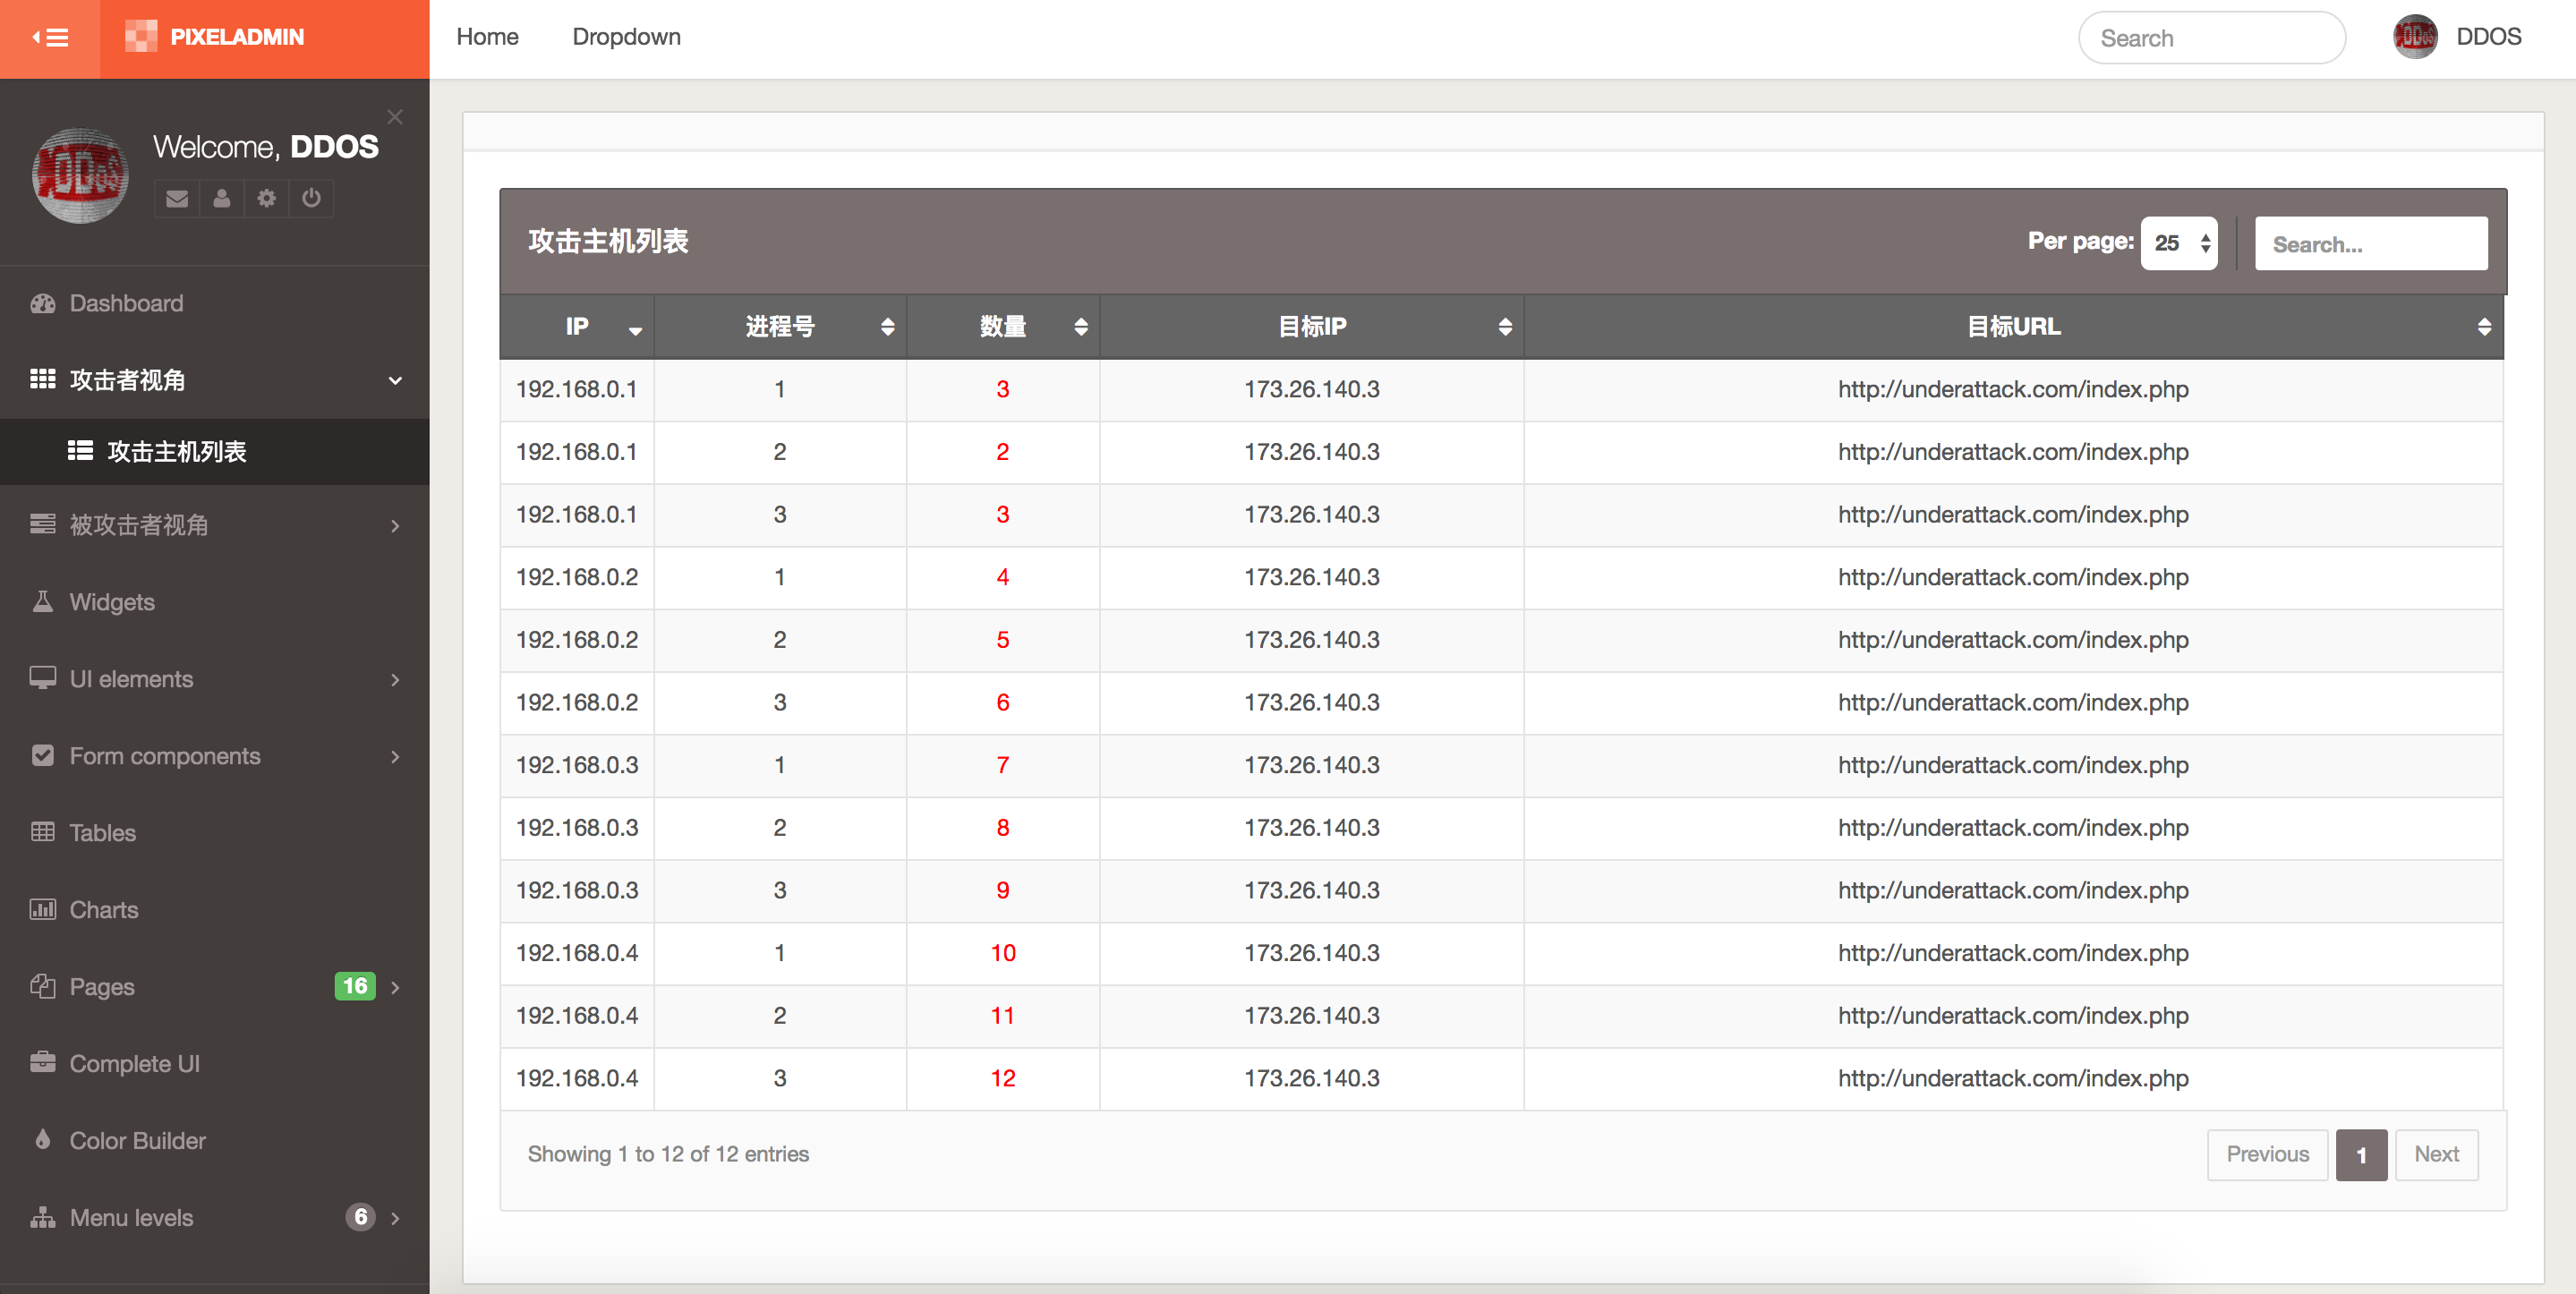 PIXELADMIN
Home Dropdown
Search
DDOS
DDOS
Welcome, DDOS
Dashboard
攻击者视角
攻击主机列表
被攻击者视角
Widgets
UI elements
Form components
Tables
Charts
Pages 16
Complete UI
Color Builder
Menu levels 6
攻击主机列表
Per page: 25 Search...
IP 进程号 数量 目标IP 目标URL
192.168.0.1 1 3 173.26.140.3 http://underattack.com/index.php
192.168.0.1 2 2 173.26.140.3 http://underattack.com/index.php
192.168.0.1 3 3 173.26.140.3 http://underattack.com/index.php
192.168.0.2 1 4 173.26.140.3 http://underattack.com/index.php
192.168.0.2 2 5 173.26.140.3 http://underattack.com/index.php
192.168.0.2 3 6 173.26.140.3 http://underattack.com/index.php
192.168.0.3 1 7 173.26.140.3 http://underattack.com/index.php
192.168.0.3 2 8 173.26.140.3 http://underattack.com/index.php
192.168.0.3 3 9 173.26.140.3 http://underattack.com/index.php
192.168.0.4 1 10 173.26.140.3 http://underattack.com/index.php
192.168.0.4 2 11 173.26.140.3 http://underattack.com/index.php
192.168.0.4 3 12 173.26.140.3 http://underattack.com/index.php
Showing 1 to 12 of 12 entries
Previous 1 Next